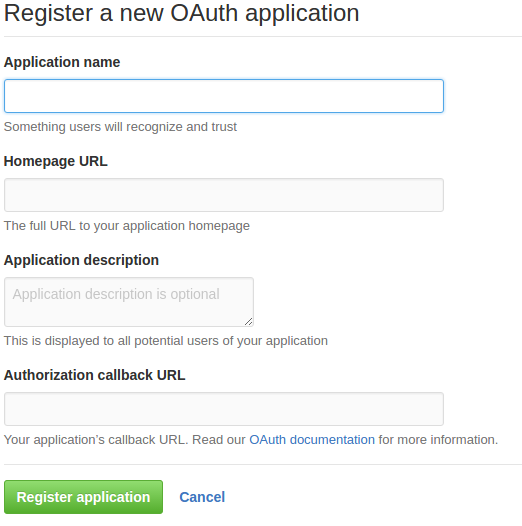 Register a new OAuth application
Application name
Something users will recognize and trust
Homepage URL
The full URL to your application homepage
Application description
Application description is optional
This is displayed to all potential users of your application
Authorization callback URL
Your application's callback URL. Read our OAuth documentation for more information.
Register application Cancel